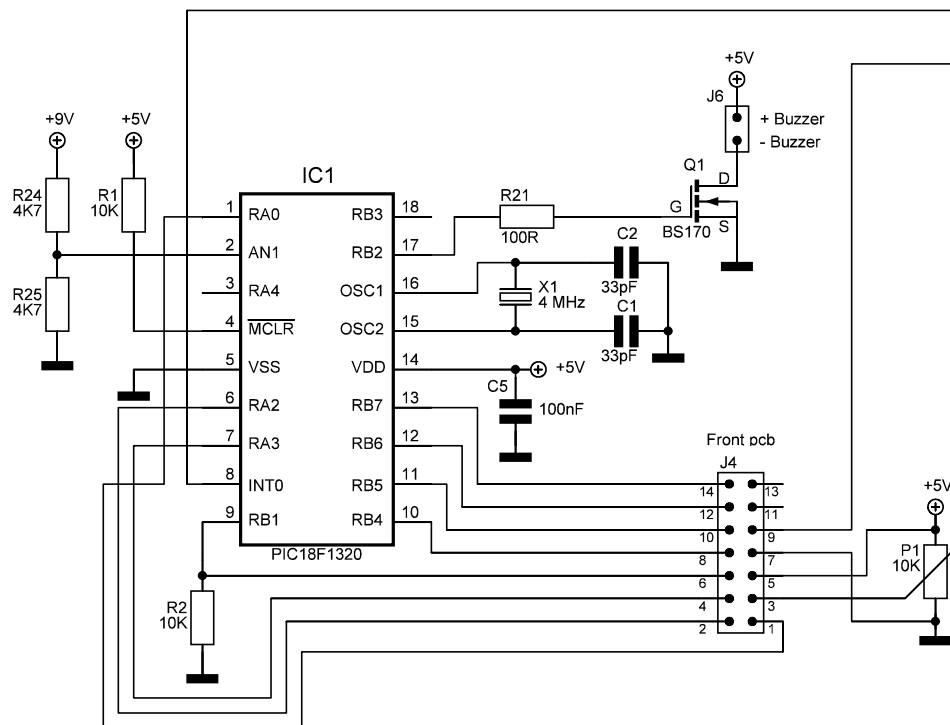 +5V
J6
+ Buzzer
- Buzzer
+9V
+5V
Q1
D
G
S
BS170
IC1
R24
4K7
R1
10K
R21
100R
1
RA0
RB3
18
2
AN1
RB2
17
3
RA4
OSC1
16
4
MCLR
OSC2
15
5
VSS
VDD
14
6
RA2
RB7
13
7
RA3
RB6
12
8
INT0
RB5
11
9
RB1
RB4
10
PIC18F1320
R25
4K7
C2
33pF
X1
4 MHz
C1
33pF
+5V
C5
100nF
Front pcb
J4
14
13
12
11
10
9
8
7
6
5
4
3
2
1
+5V
P1
10K
R2
10K